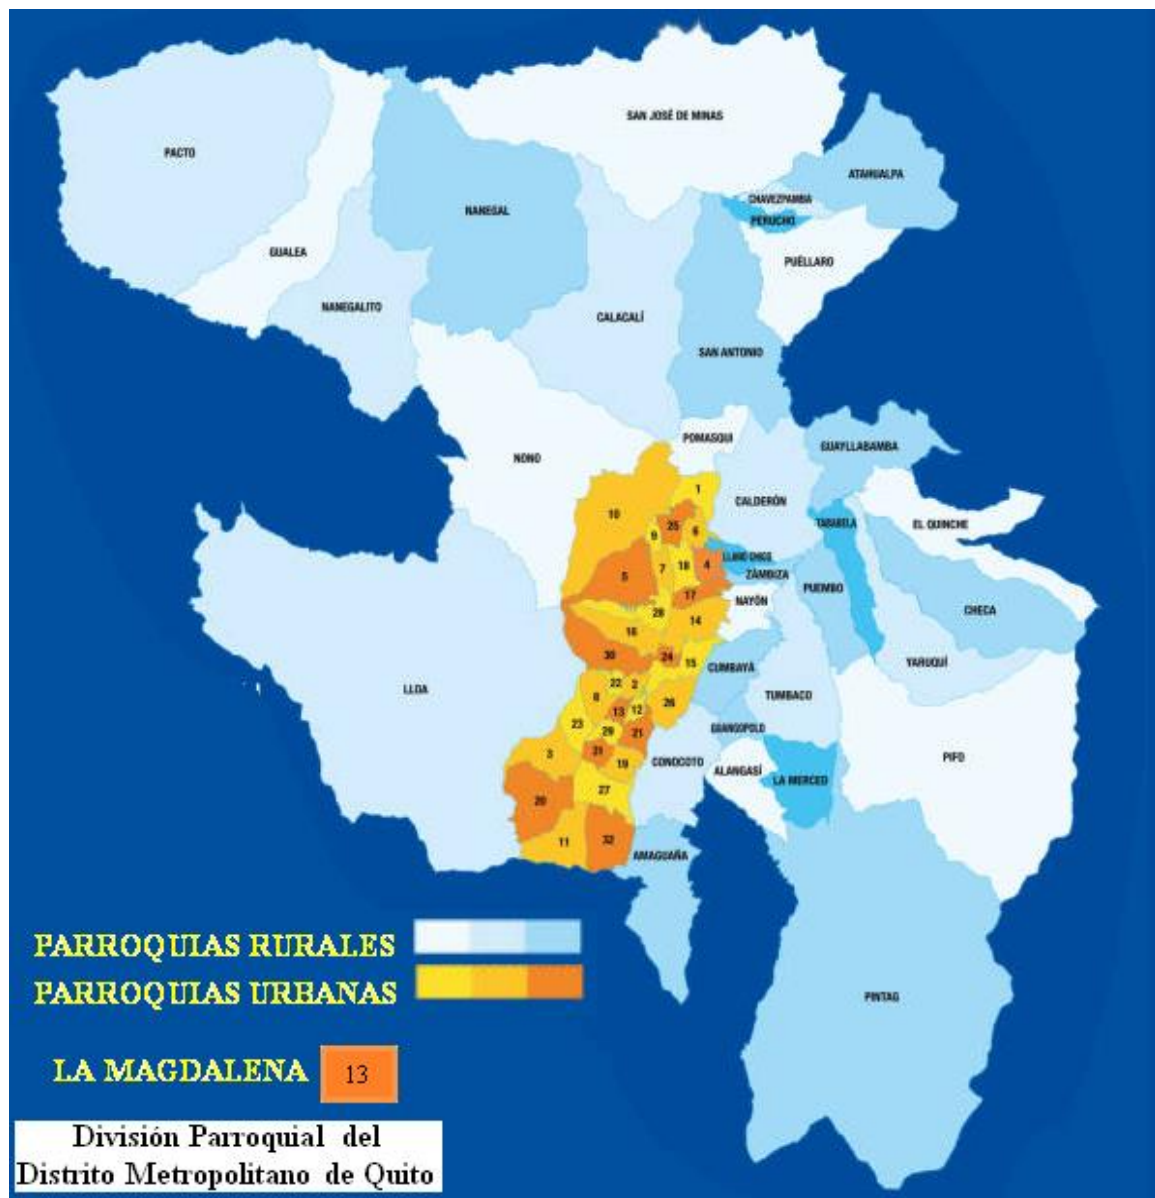 SAN JOSÉ DE MINAS
PACTO
ATAHUALPA
CHAVEZPAMBA
NANEGAL
PERUCHO
GUALEA
PUÉLLARO
NANEGALITO
CALACALÍ
SAN ANTONIO
POMASQUI
GUAYLLABAMBA
NONO
1
CALDERÓN
10
25
TABABELA
EL QUINCHE
9
6
LLANO CHICO
5
7
18
4
ZÁMBIZA
PUEMBO
17
NAYÓN
28
CHECA
16
14
30
24
15
CUMBAYÁ
YARUQUÍ
LLOA
22
2
8
26
TUMBACO
13
12
23
29
21
GUANGOPOLO
3
31
19
CONOCOTO
ALANGASÍ
PIFO
20
27
LA MERCED
11
32
AMAGUAÑA
PARROQUIAS RURALES
PARROQUIAS URBANAS
PINTAG
LA MAGDALENA 13
División Parroquial del
Distrito Metropolitano de Quito